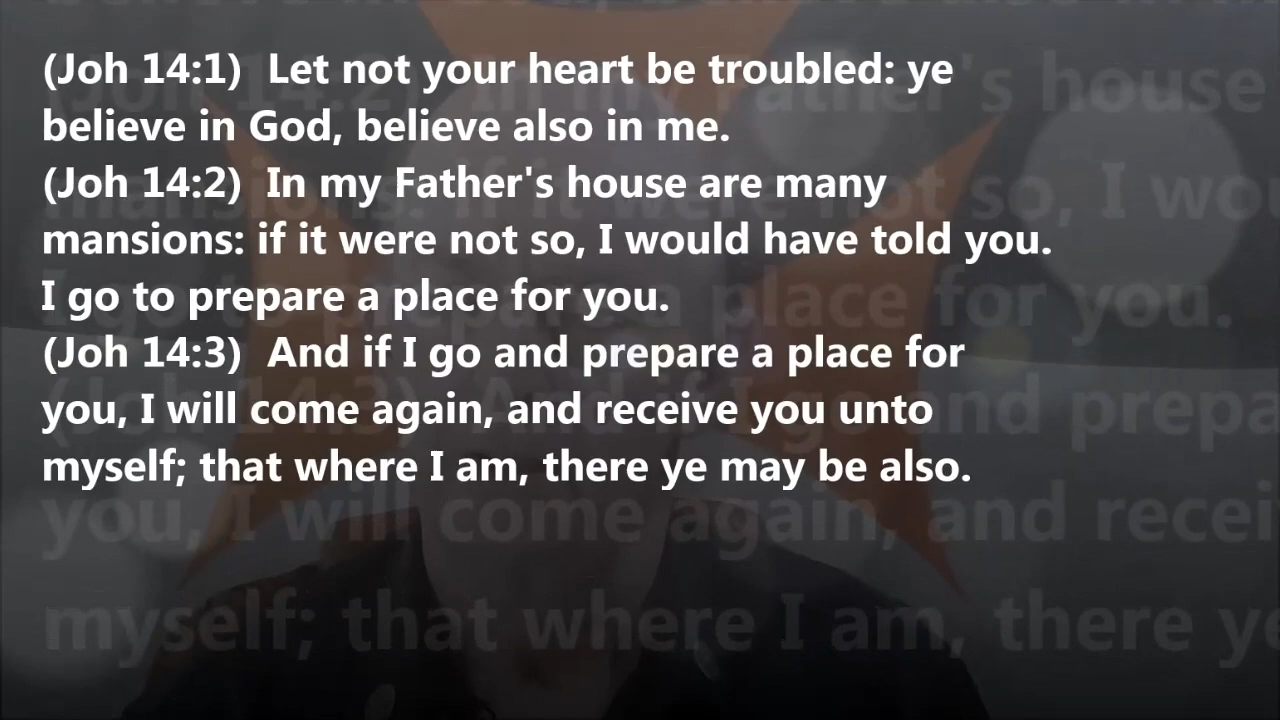 (Joh 14:1)  Let not your heart be troubled: ye
believe in God, believe also in me.
(Joh 14:2)  In my Father's house are many
mansions: if it were not so, I would have told you.
I go to prepare a place for you.
(Joh 14:3)  And if I go and prepare a place for
you, I will come again, and receive you unto
myself; that where I am, there ye may be also.